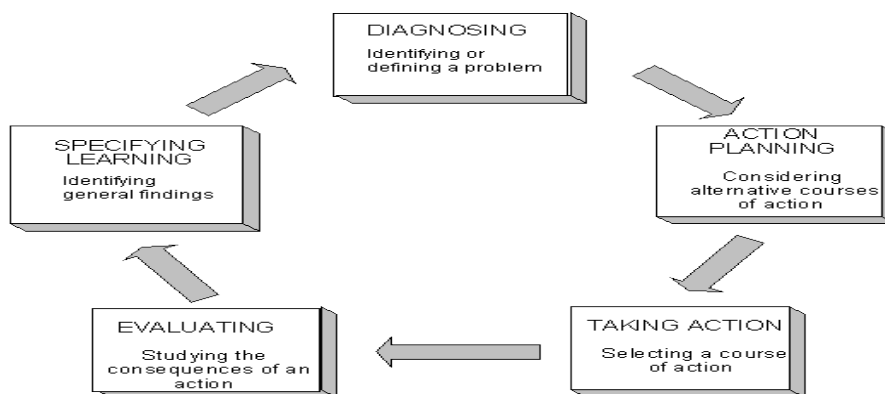 DIAGNOSING
Identifying or
defining a problem
ACTION
PLANNING
Considering
alternative courses
of action
TAKING ACTION
Selecting a course
of action
EVALUATING
Studying the
consequences of an
action
SPECIFYING
LEARNING
Identifying
general findings